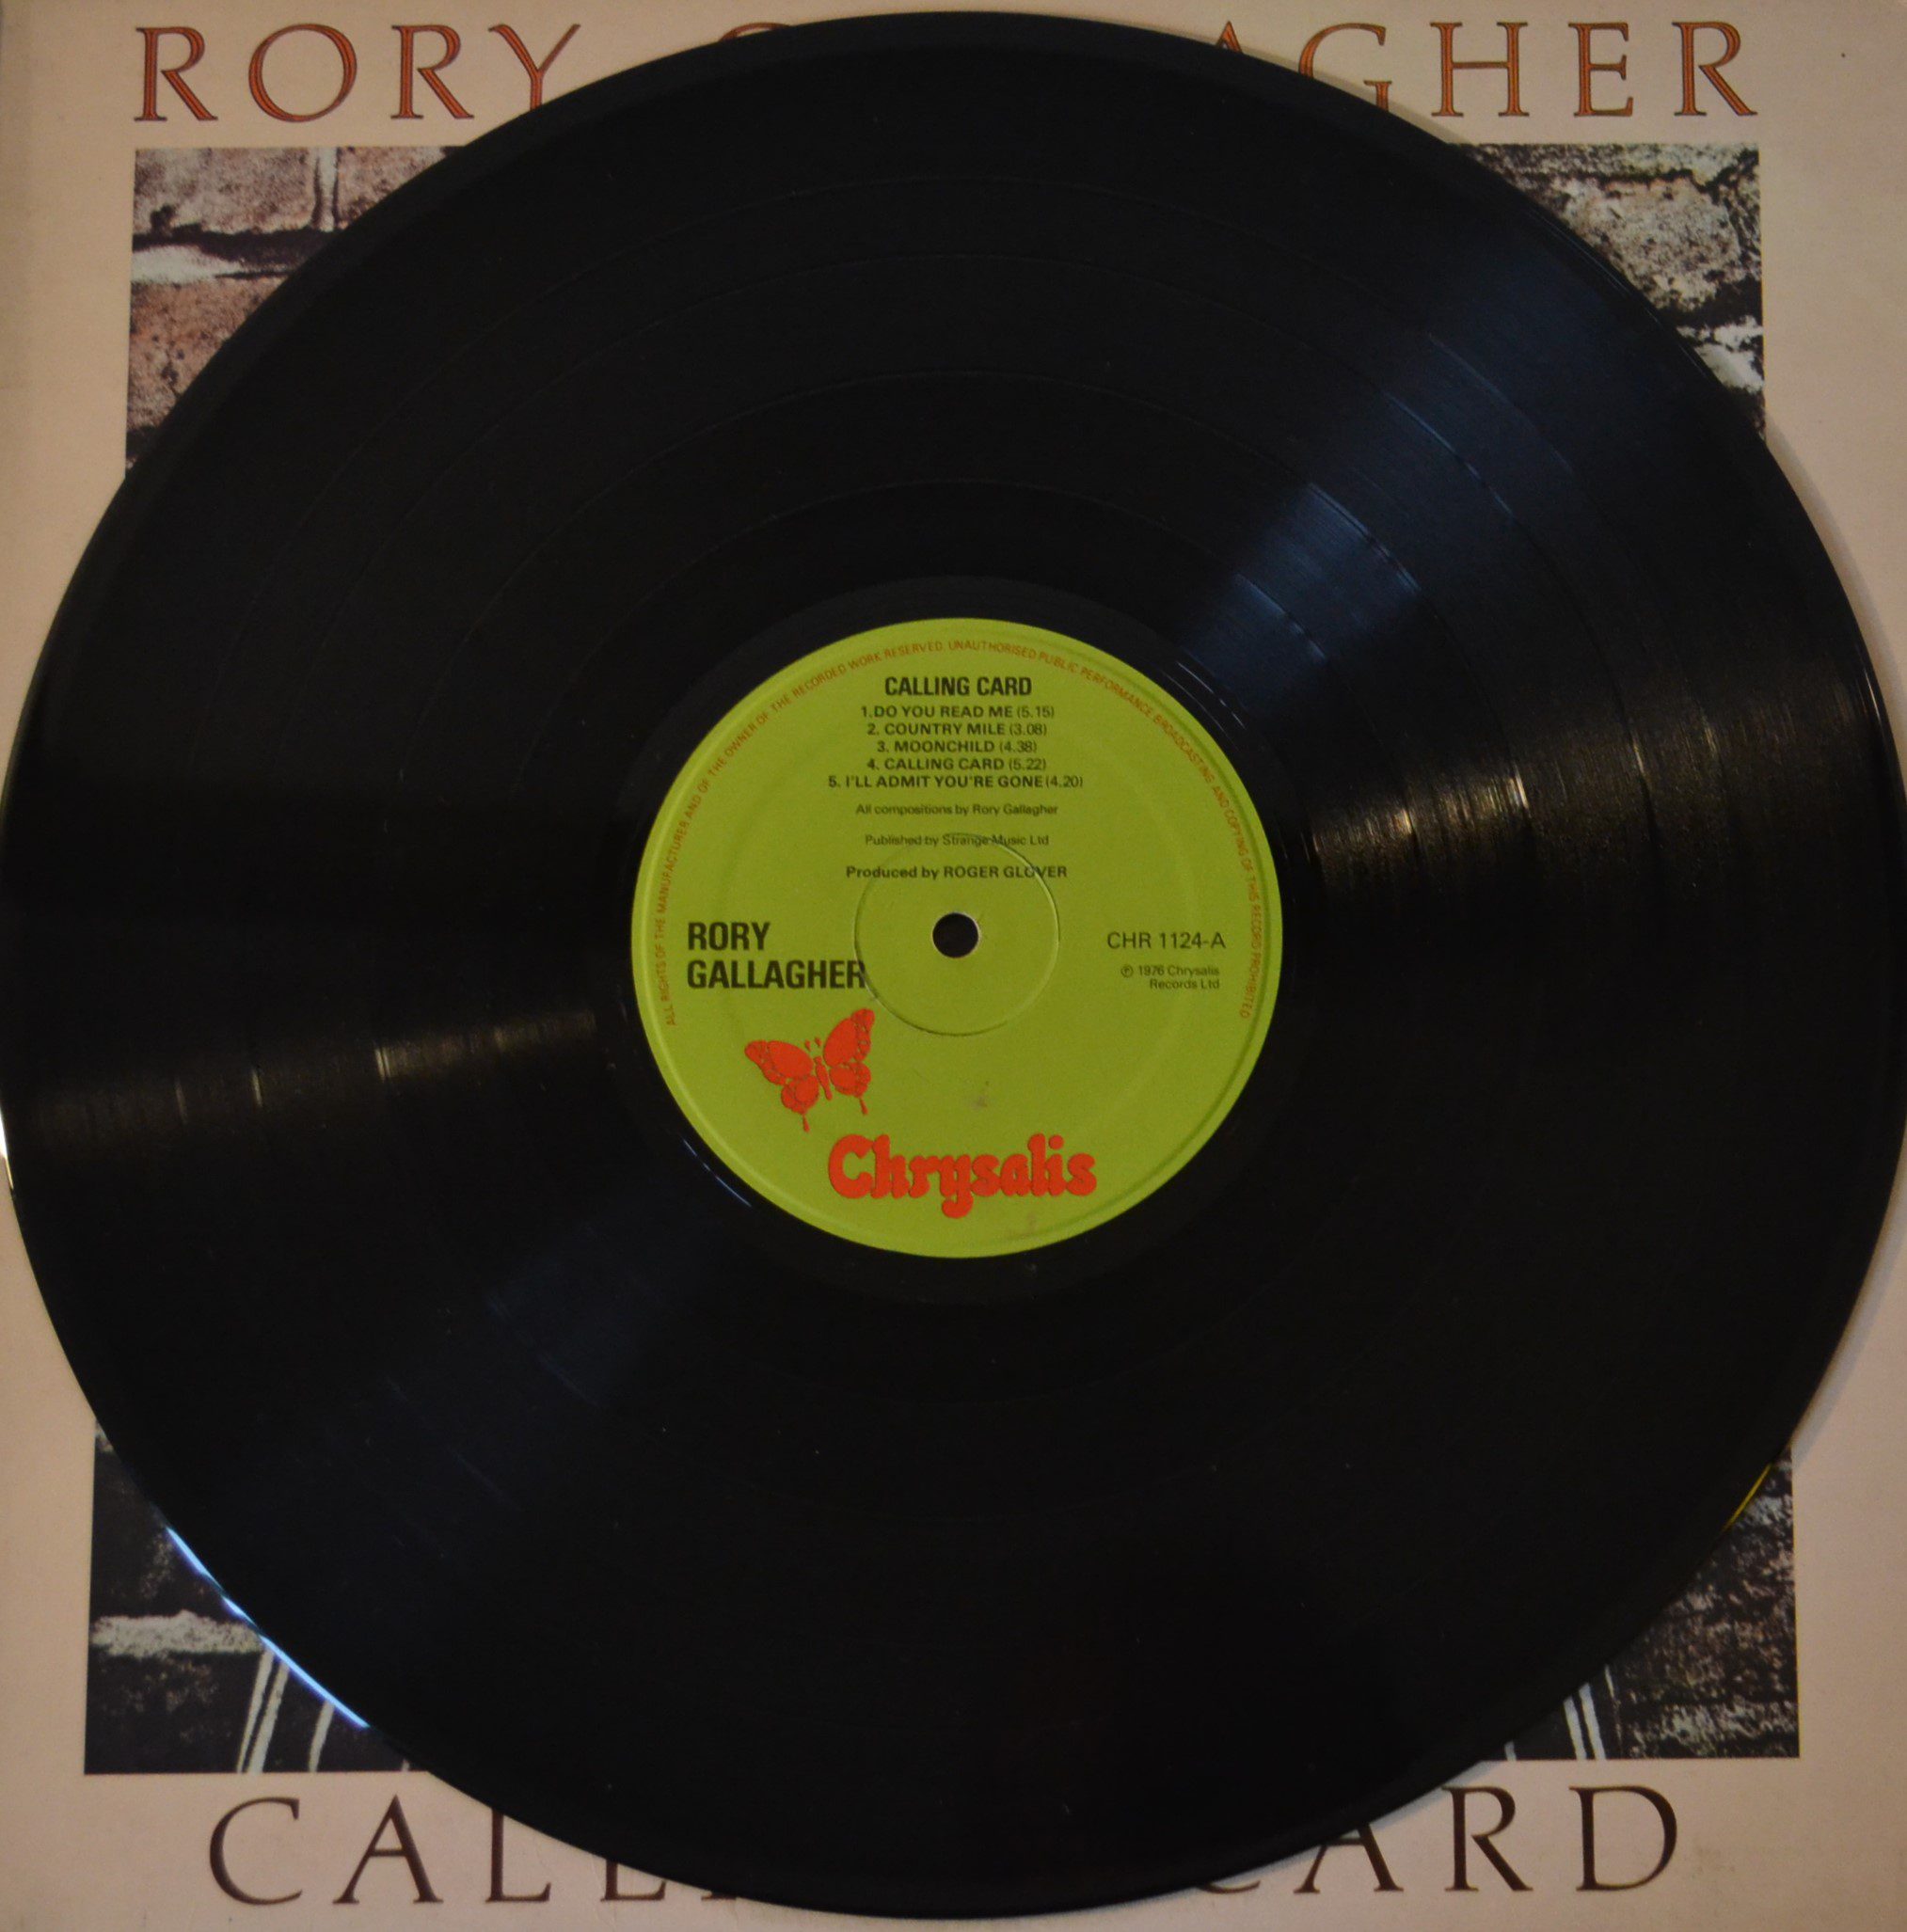 RORY GALLAGHER
ALL RIGHTS OF THE MANUFACTURER AND OF THE OWNER OF THE RECORDED WORK RESERVED. UNAUTHORISED PUBLIC PERFORMANCE BROADCASTING AND COPYING OF THIS RECORD PROHIBITED
CALLING CARD
1.DO YOU READ ME (5.15)
2. COUNTRY MILE (3.08)
3. MOONCHILD (4.38)
4. CALLING CARD (5.22)
5. I'LL ADMIT YOU'RE GONE (4.20)
All compositions by Rory Gallagher
Published by Strange Music Ltd
Produced by ROGER GLOVER
RORY
GALLAGHER
CHR 1124-A
℗ 1976 Chrysalis
Records Ltd
Chrysalis
CALLING CARD